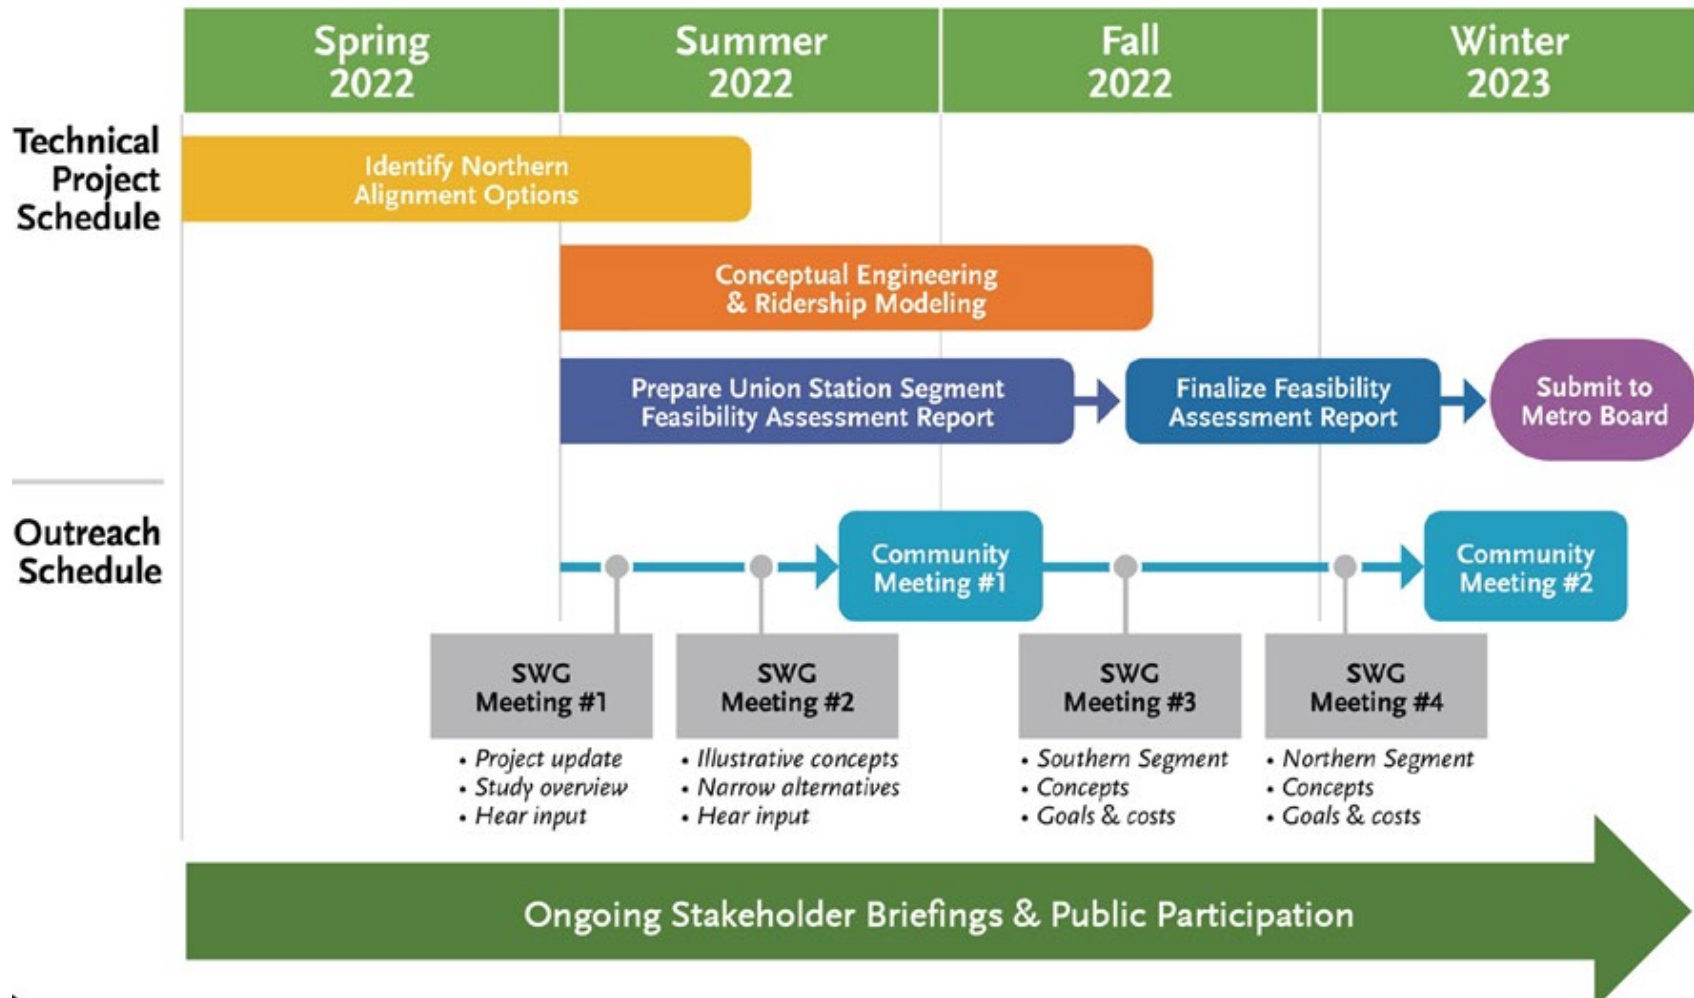 Spring
2022
Summer
2022
Fall
2022
Winter
2023
Technical
Project
Schedule
Identify Northern
Alignment Options
Conceptual Engineering
& Ridership Modeling
Prepare Union Station Segment
Feasibility Assessment Report
Finalize Feasibility
Assessment Report
Submit to
Metro Board
Outreach
Schedule
Community
Meeting #1
Community
Meeting #2
SWG
Meeting #1
• Project update
• Study overview
• Hear input
SWG
Meeting #2
• Illustrative concepts
• Narrow alternatives
• Hear input
SWG
Meeting #3
• Southern Segment
• Concepts
• Goals & costs
SWG
Meeting #4
• Northern Segment
• Concepts
• Goals & costs
Ongoing Stakeholder Briefings & Public Participation